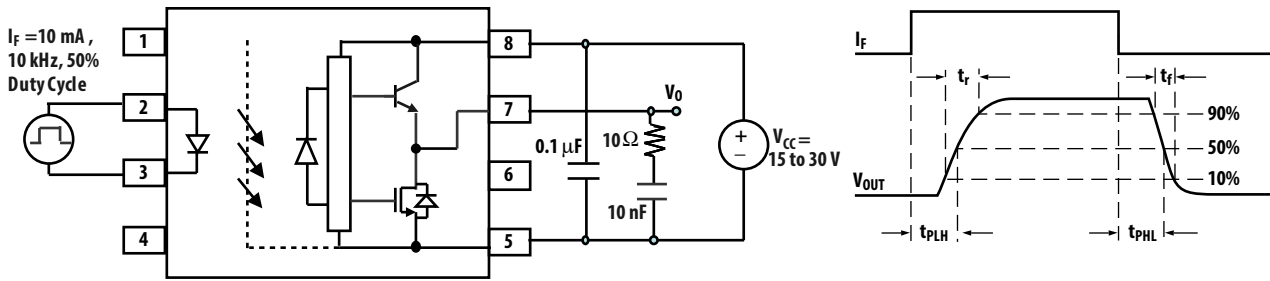 I_F = 10 mA ,
10 kHz, 50%
Duty Cycle
1
2
3
4
8
7
6
5
0.1 μF
V_O
10 Ω
10 nF
+
−
V_CC =
15 to 30 V
I_F
t_r
t_f
90%
50%
10%
V_OUT
t_PLH
t_PHL